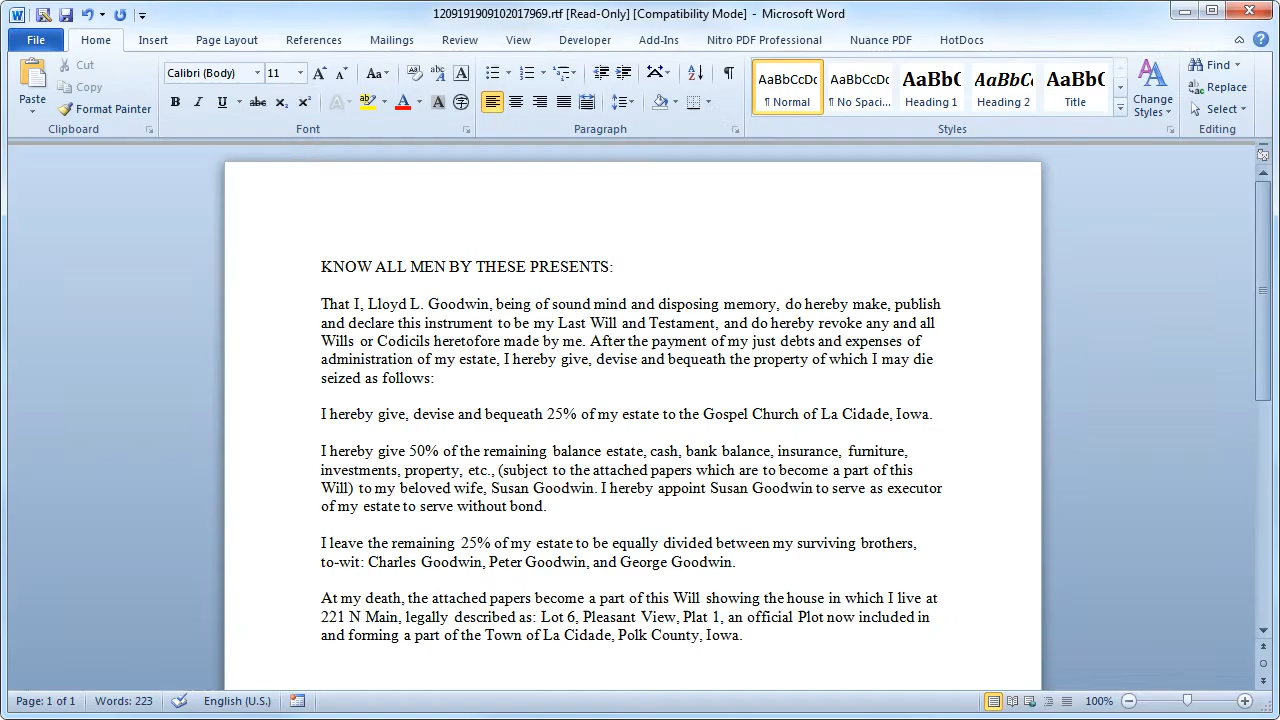 1209191909102017969.rtf [Read-Only] [Compatibility Mode] - Microsoft Word
File Home Insert Page Layout References Mailings Review View Developer Add-Ins Nitro PDF Professional Nuance PDF HotDocs
Paste
Cut
Copy
Format Painter
Clipboard
Calibri (Body) 11
Font
Paragraph
AaBbCcDc AaBbCcDc AaBbC AaBbCc AaBbC
¶ Normal ¶ No Spaci... Heading 1 Heading 2 Title
Change Styles
Styles
Find
Replace
Select
Editing
KNOW ALL MEN BY THESE PRESENTS:
That I, Lloyd L. Goodwin, being of sound mind and disposing memory, do hereby make, publish
and declare this instrument to be my Last Will and Testament, and do hereby revoke any and all
Wills or Codicils heretofore made by me. After the payment of my just debts and expenses of
administration of my estate, I hereby give, devise and bequeath the property of which I may die
seized as follows:
I hereby give, devise and bequeath 25% of my estate to the Gospel Church of La Cidade, Iowa.
I hereby give 50% of the remaining balance estate, cash, bank balance, insurance, furniture,
investments, property, etc., (subject to the attached papers which are to become a part of this
Will) to my beloved wife, Susan Goodwin. I hereby appoint Susan Goodwin to serve as executor
of my estate to serve without bond.
I leave the remaining 25% of my estate to be equally divided between my surviving brothers,
to-wit: Charles Goodwin, Peter Goodwin, and George Goodwin.
At my death, the attached papers become a part of this Will showing the house in which I live at
221 N Main, legally described as: Lot 6, Pleasant View, Plat 1, an official Plot now included in
and forming a part of the Town of La Cidade, Polk County, Iowa.
Page: 1 of 1 Words: 223 English (U.S.) 100%